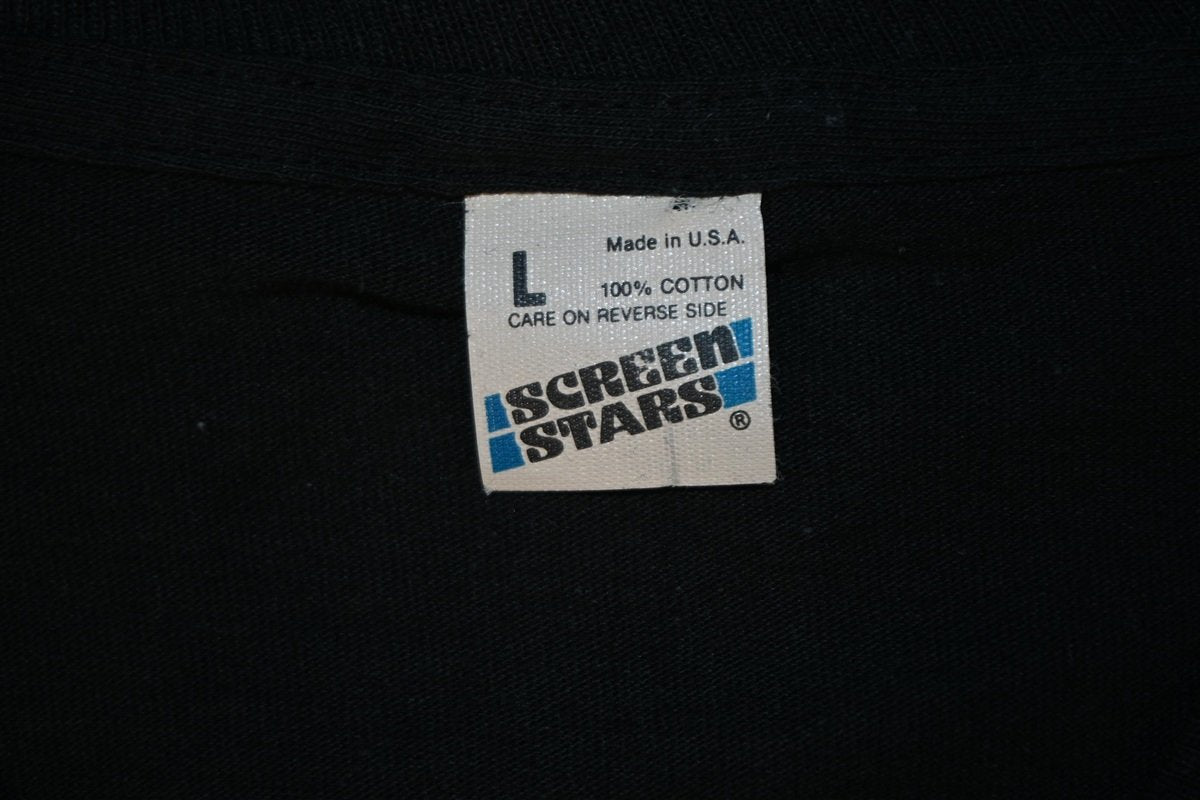 Made in U.S.A.
L
100% COTTON
CARE ON REVERSE SIDE
SCREEN
STARS
®